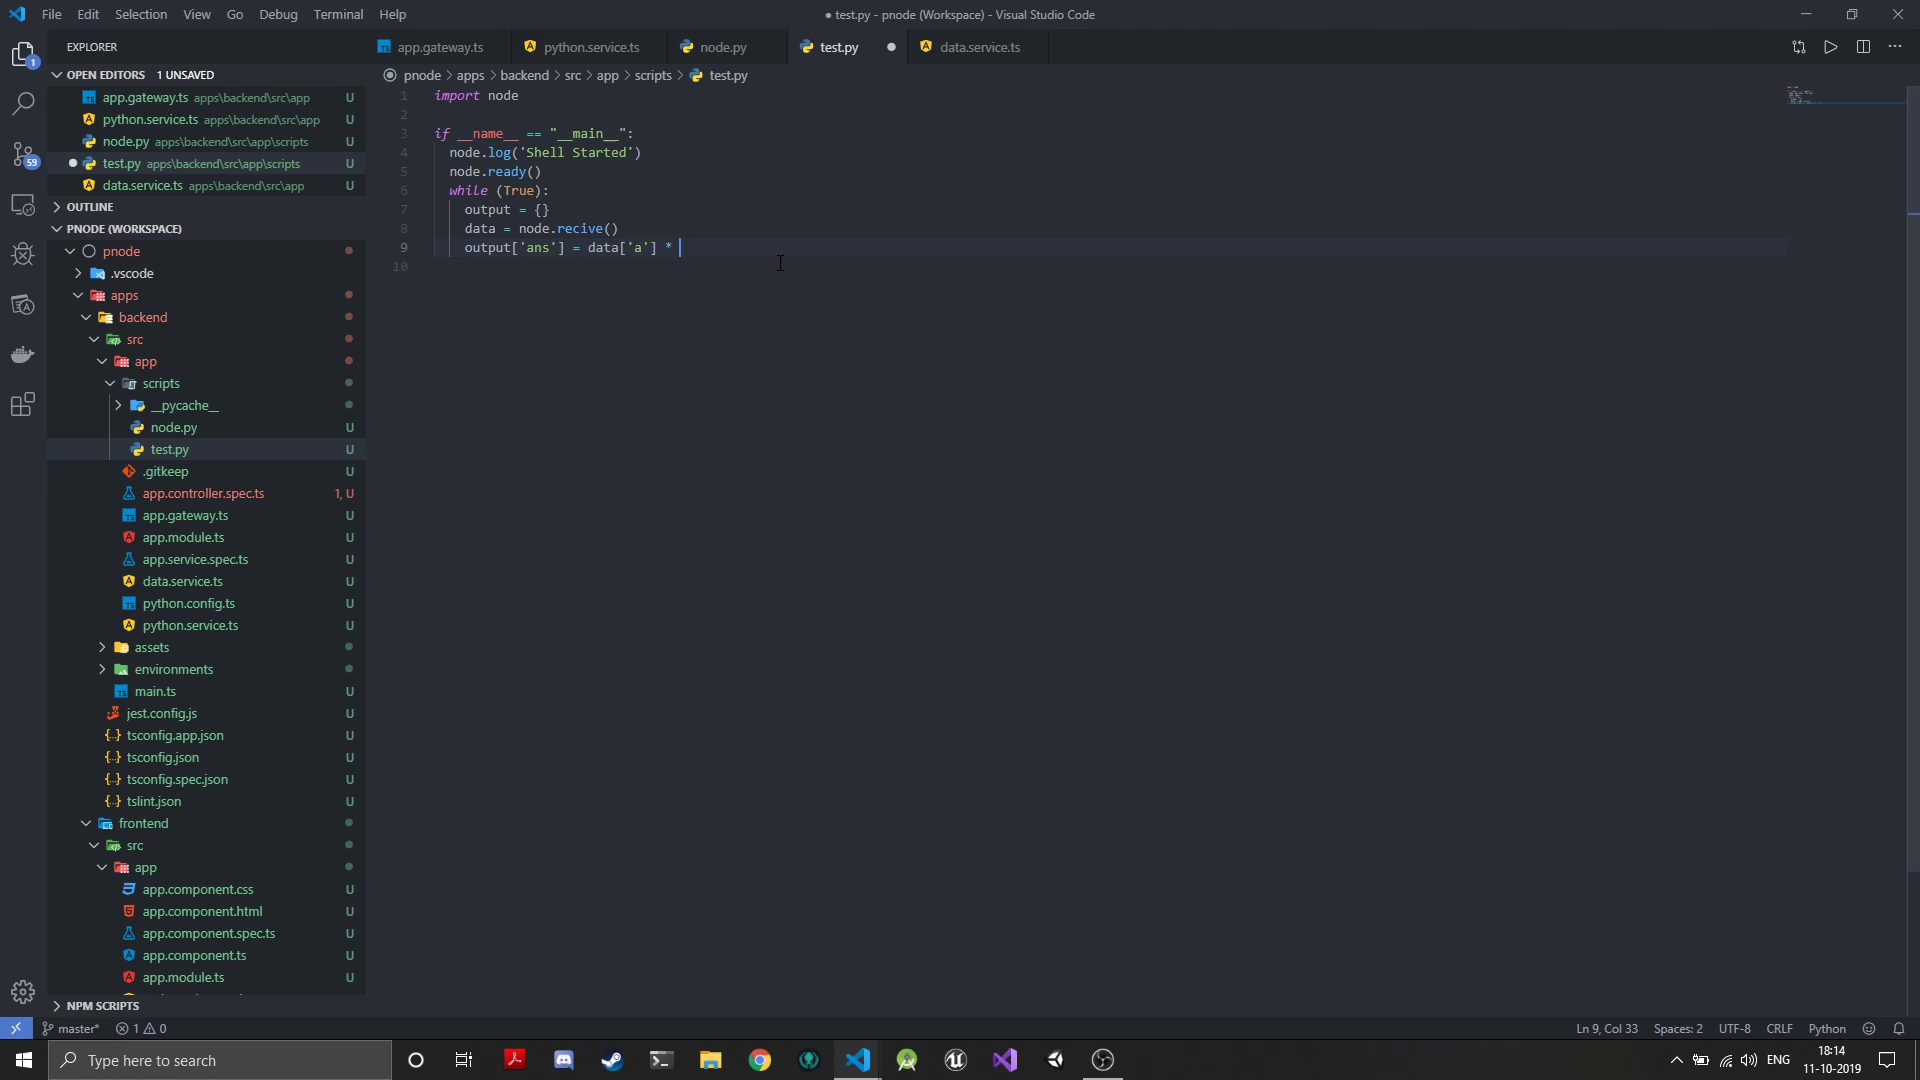 File Edit Selection View Go Debug Terminal Help
● test.py - pnode (Workspace) - Visual Studio Code
EXPLORER
app.gateway.ts
python.service.ts
node.py
test.py
data.service.ts
OPEN EDITORS 1 UNSAVED
app.gateway.ts apps\backend\src\app U
python.service.ts apps\backend\src\app U
node.py apps\backend\src\app\scripts U
test.py apps\backend\src\app\scripts U
data.service.ts apps\backend\src\app U
OUTLINE
PNODE (WORKSPACE)
pnode
.vscode
apps
backend
src
app
scripts
__pycache__
node.py U
test.py U
.gitkeep U
app.controller.spec.ts 1, U
app.gateway.ts U
app.module.ts U
app.service.spec.ts U
data.service.ts U
python.config.ts U
python.service.ts U
assets
environments
main.ts U
jest.config.js U
tsconfig.app.json U
tsconfig.json U
tsconfig.spec.json U
tslint.json U
frontend
src
app
app.component.css U
app.component.html U
app.component.spec.ts U
app.component.ts U
app.module.ts U
NPM SCRIPTS
pnode > apps > backend > src > app > scripts > test.py
1 import node
2
3 if __name__ == "__main__":
4 node.log('Shell Started')
5 node.ready()
6 while (True):
7 output = {}
8 data = node.recive()
9 output['ans'] = data['a'] *
10
1
59
master* 1 0
Ln 9, Col 33 Spaces: 2 UTF-8 CRLF Python
Type here to search
ENG
18:14
11-10-2019